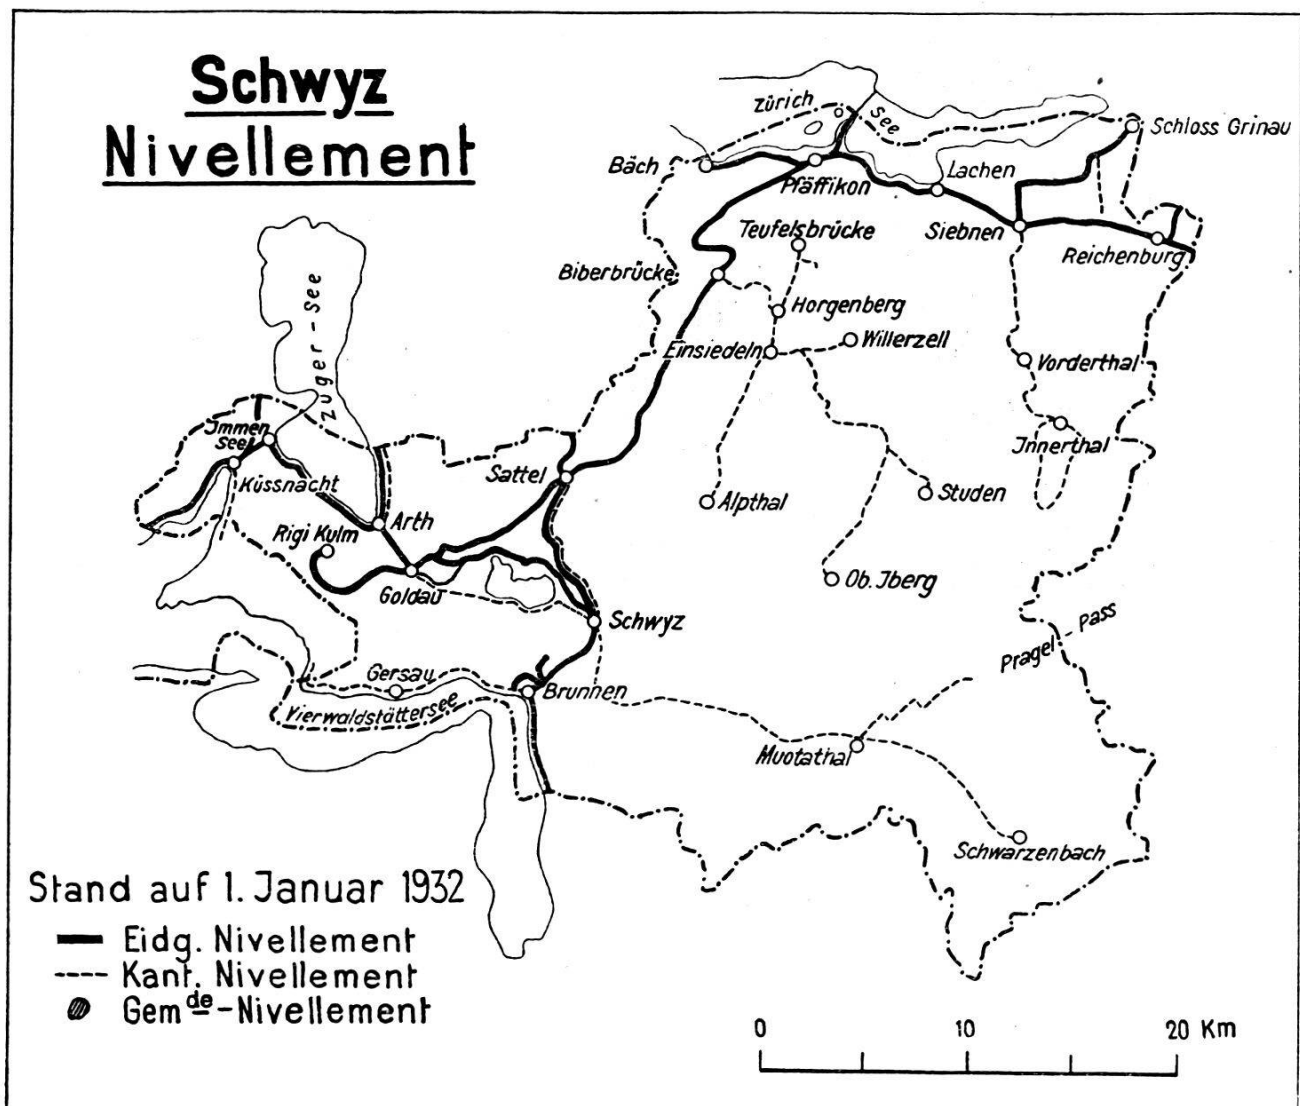 Schwyz
Nivellement
Zürich
See
Schloss Grinau
Bäch
Pfäffikon
Lachen
Teufelsbrücke
Siebnen
Reichenburg
Biberbrücke
Horgenberg
Einsiedeln
Willerzell
Vorderthal
Zuger-See
Jmmen
see
Jnnerthal
Küssnacht
Sattel
Alpthal
Studen
Rigi Kulm
Arth
Goldau
Ob. Jberg
Schwyz
Pragel-Pass
Gersau
Brunnen
Vierwaldstättersee
Muotathal
Schwarzenbach
Stand auf 1. Januar 1932
Eidg. Nivellement
Kant. Nivellement
Gemde-Nivellement
0 10 20 Km